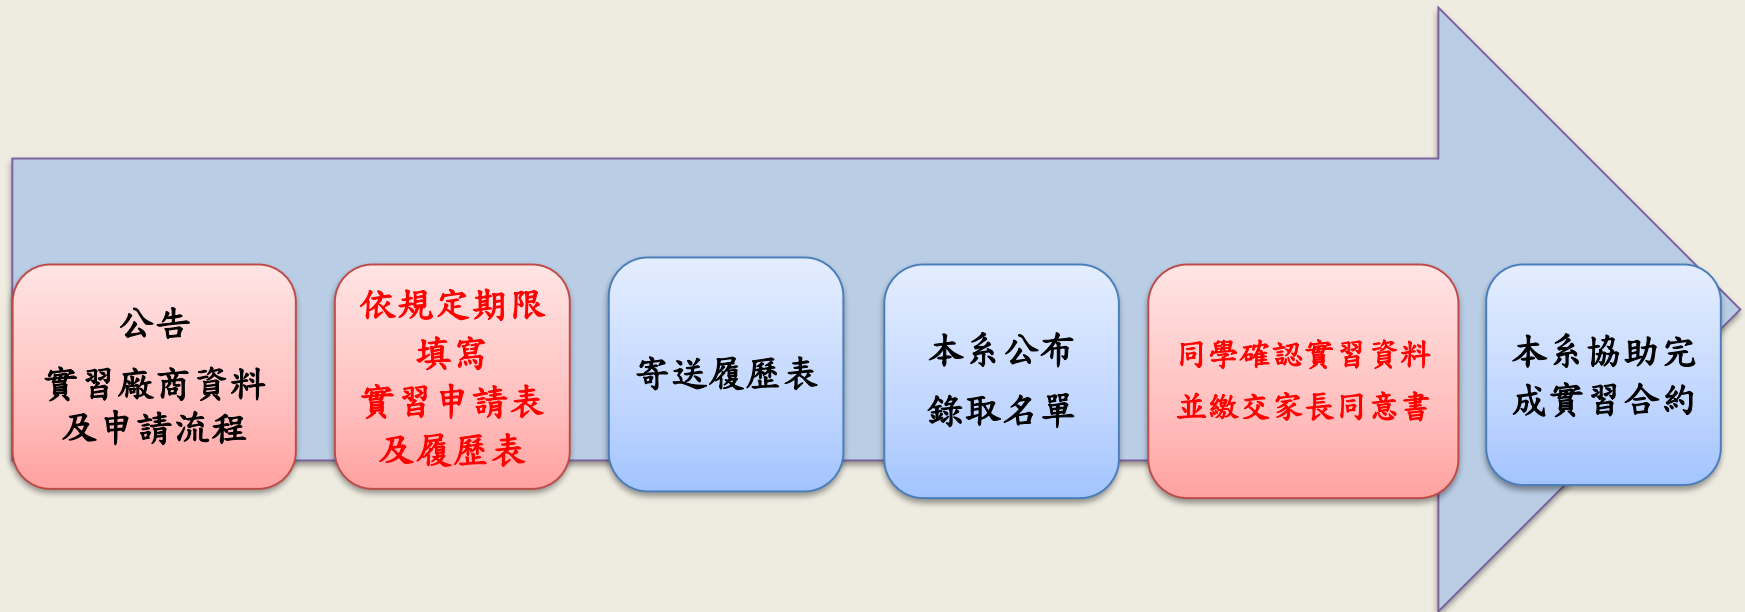 公告
實習廠商資料
及申請流程
依規定期限
填寫
實習申請表
及履歷表
寄送履歷表
本系公布
錄取名單
同學確認實習資料
並繳交家長同意書
本系協助完
成實習合約